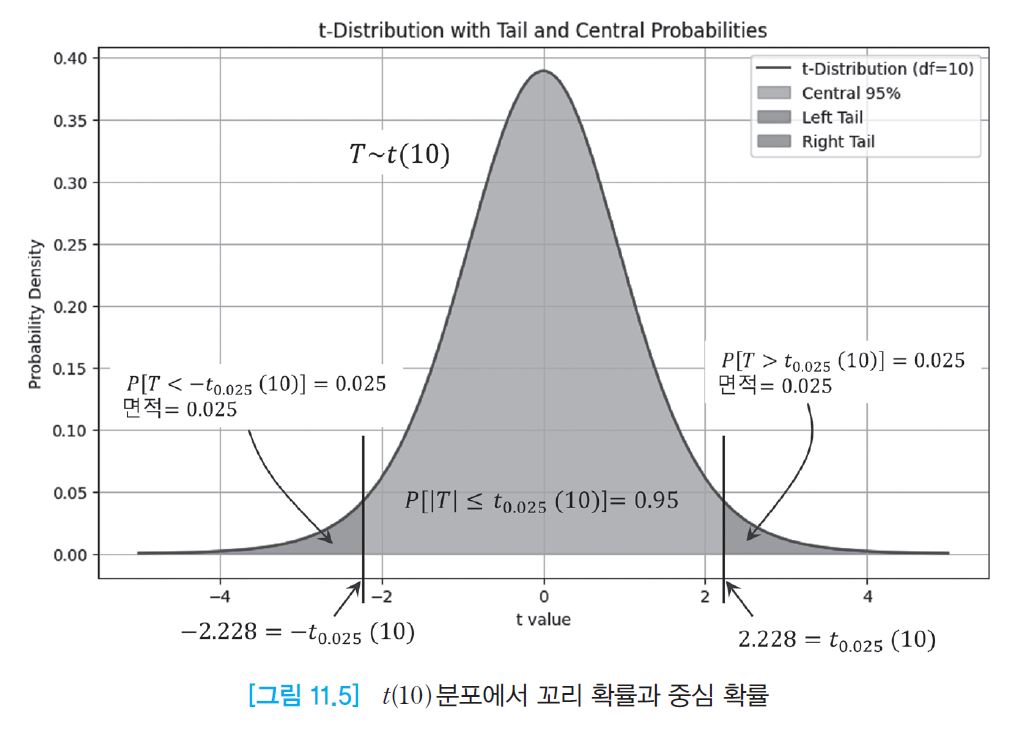 t-Distribution with Tail and Central Probabilities
t-Distribution (df=10)
Central 95%
Left Tail
Right Tail
T~t(10)
Probability Density
0.40
0.35
0.30
0.25
0.20
0.15
0.10
0.05
0.00
P[T < −t₀.₀₂₅ (10)] = 0.025
면적= 0.025
P[T > t₀.₀₂₅ (10)] = 0.025
면적= 0.025
P[|T| ≤ t₀.₀₂₅ (10)]= 0.95
−4
−2
0
2
4
t value
−2.228 = −t₀.₀₂₅ (10)
2.228 = t₀.₀₂₅ (10)
[그림 11.5] t(10)분포에서 꼬리 확률과 중심 확률